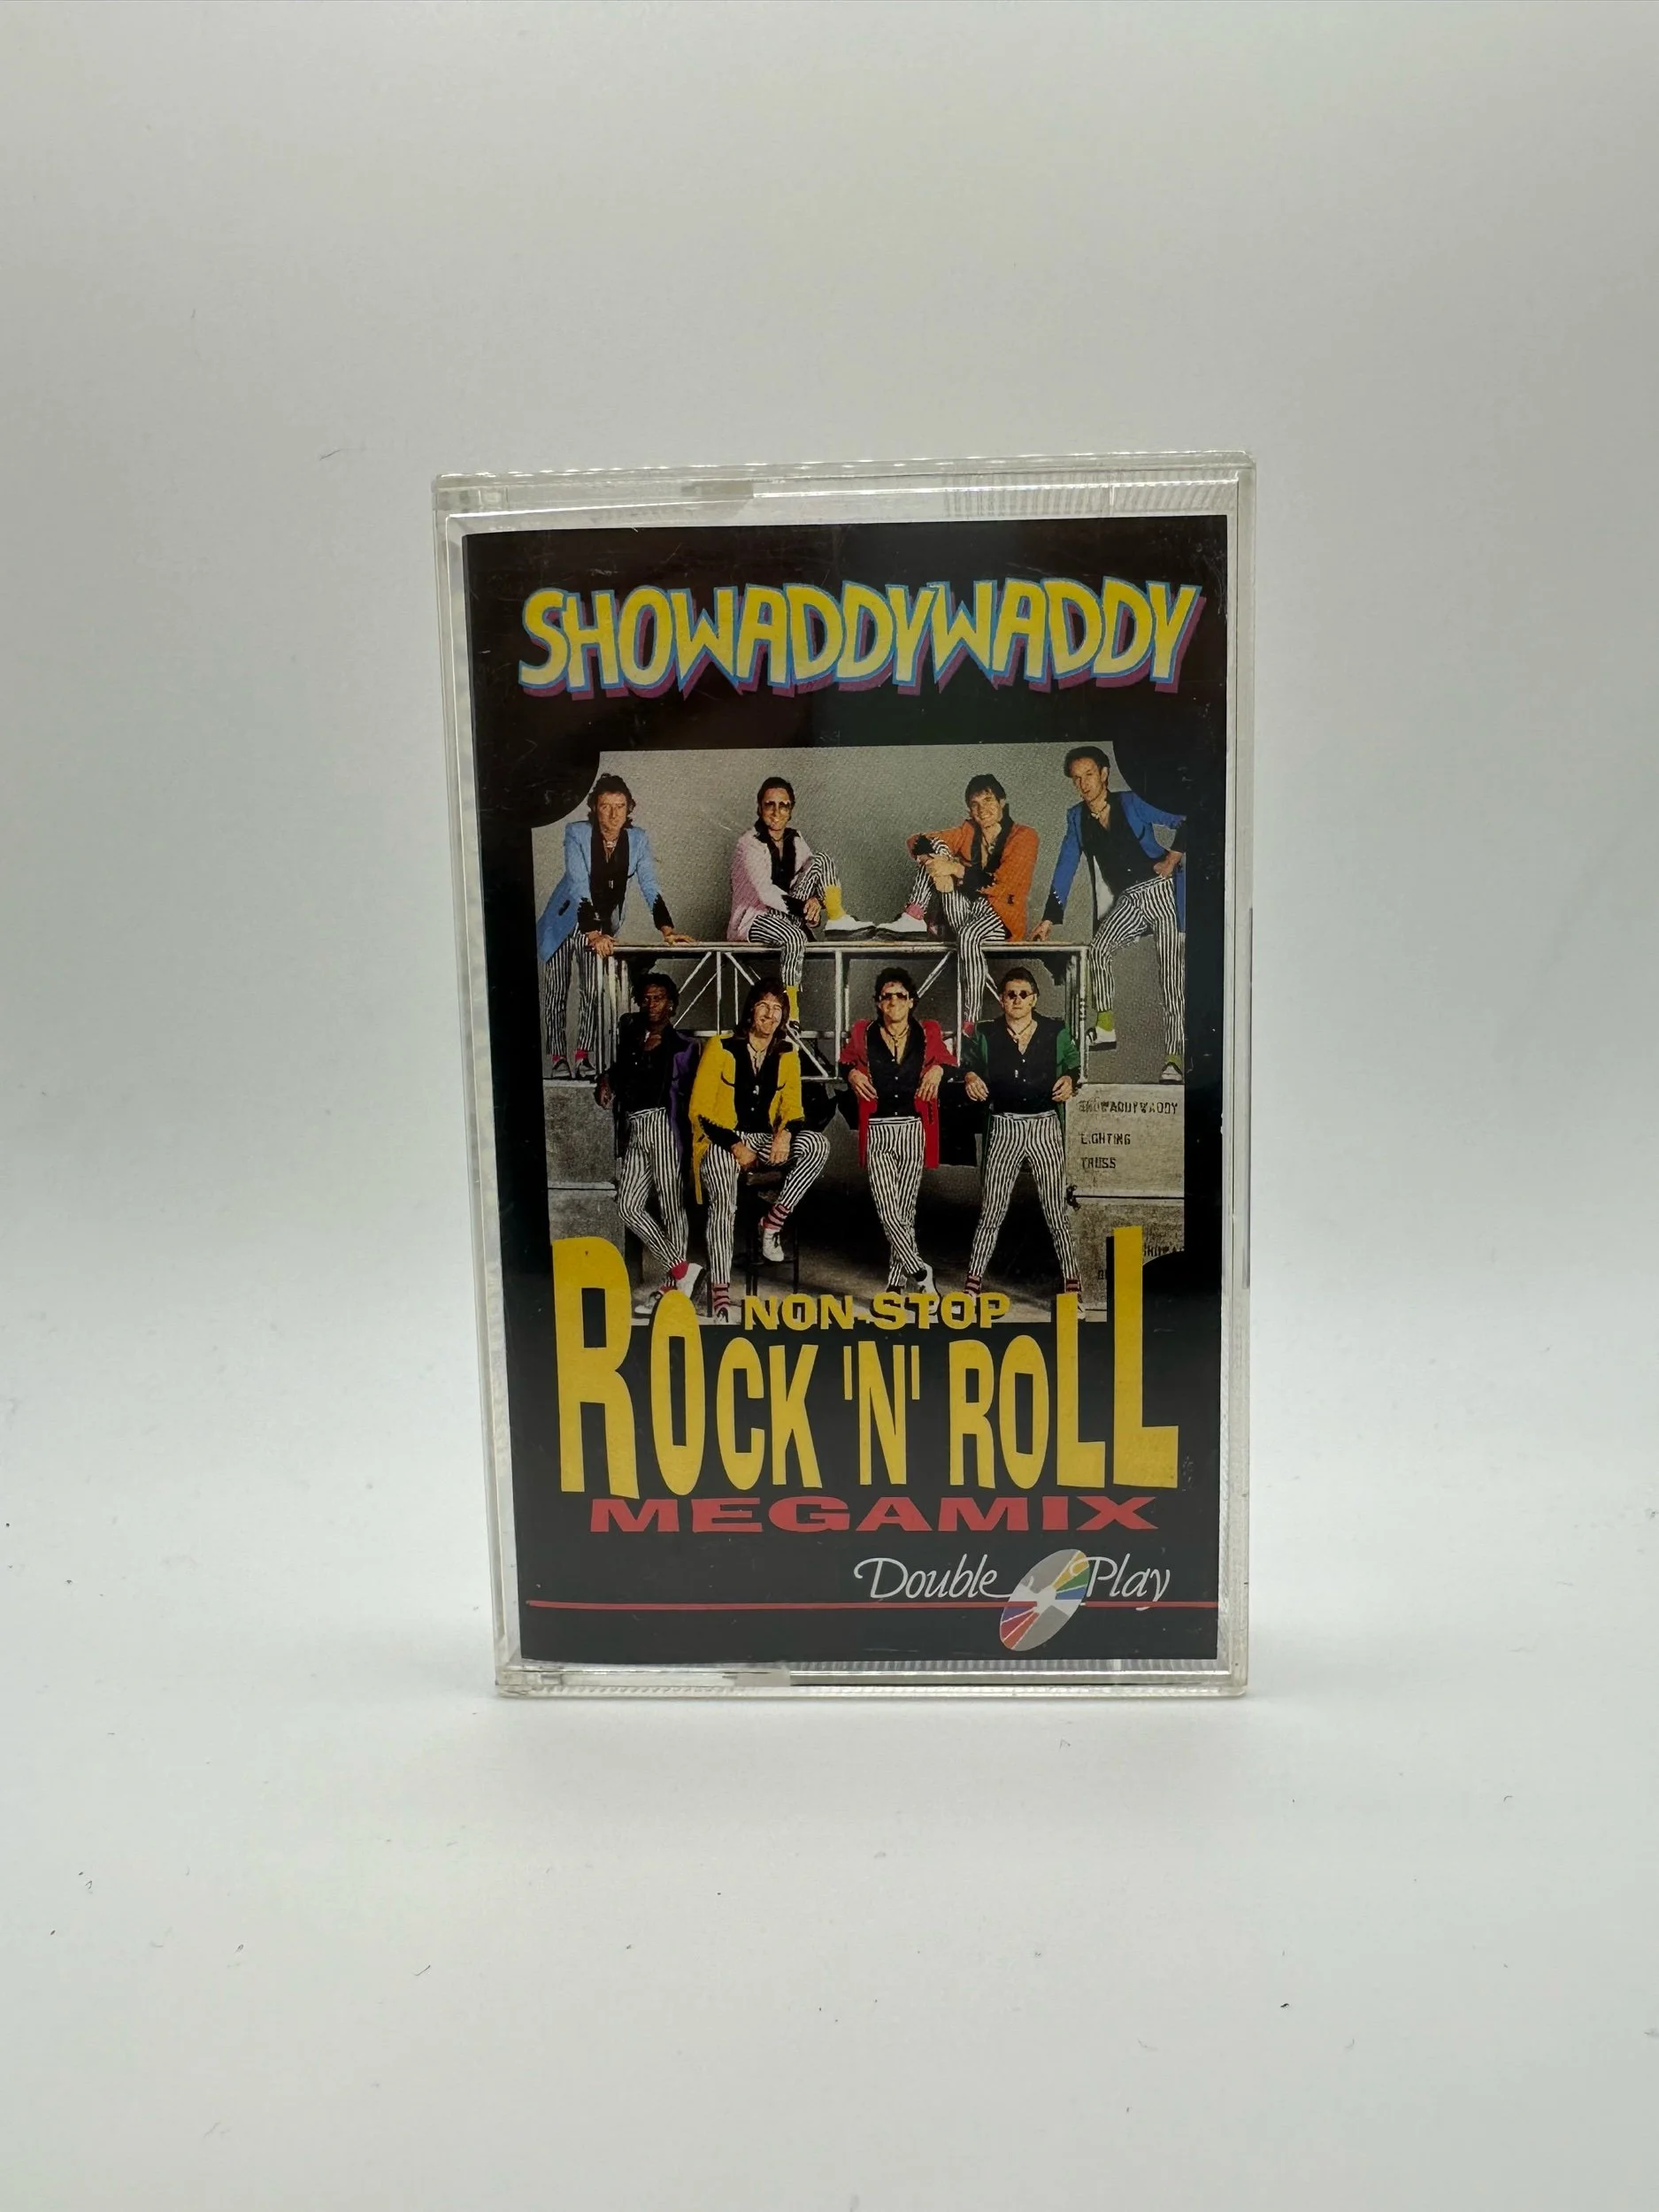 SHOWADDYWADDY
SHOWADDYWADDY
LIGHTING
TRUSS
NON-STOP
ROCK 'N' ROLL
MEGAMIX
Double Play